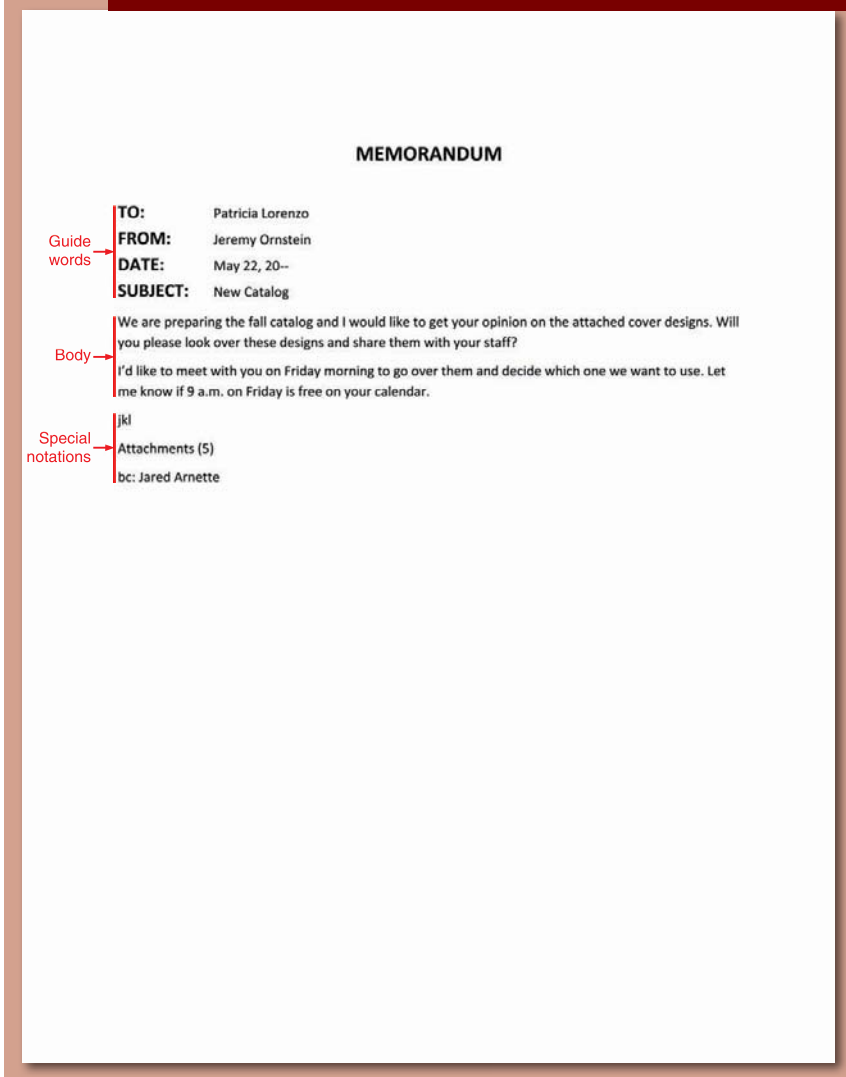 MEMORANDUM
TO: Patricia Lorenzo
FROM: Jeremy Ornstein
DATE: May 22, 20--
SUBJECT: New Catalog
Guide
words
We are preparing the fall catalog and I would like to get your opinion on the attached cover designs. Will
you please look over these designs and share them with your staff?
I'd like to meet with you on Friday morning to go over them and decide which one we want to use. Let
me know if 9 a.m. on Friday is free on your calendar.
Body
jkl
Attachments (5)
bc: Jared Arnette
Special
notations